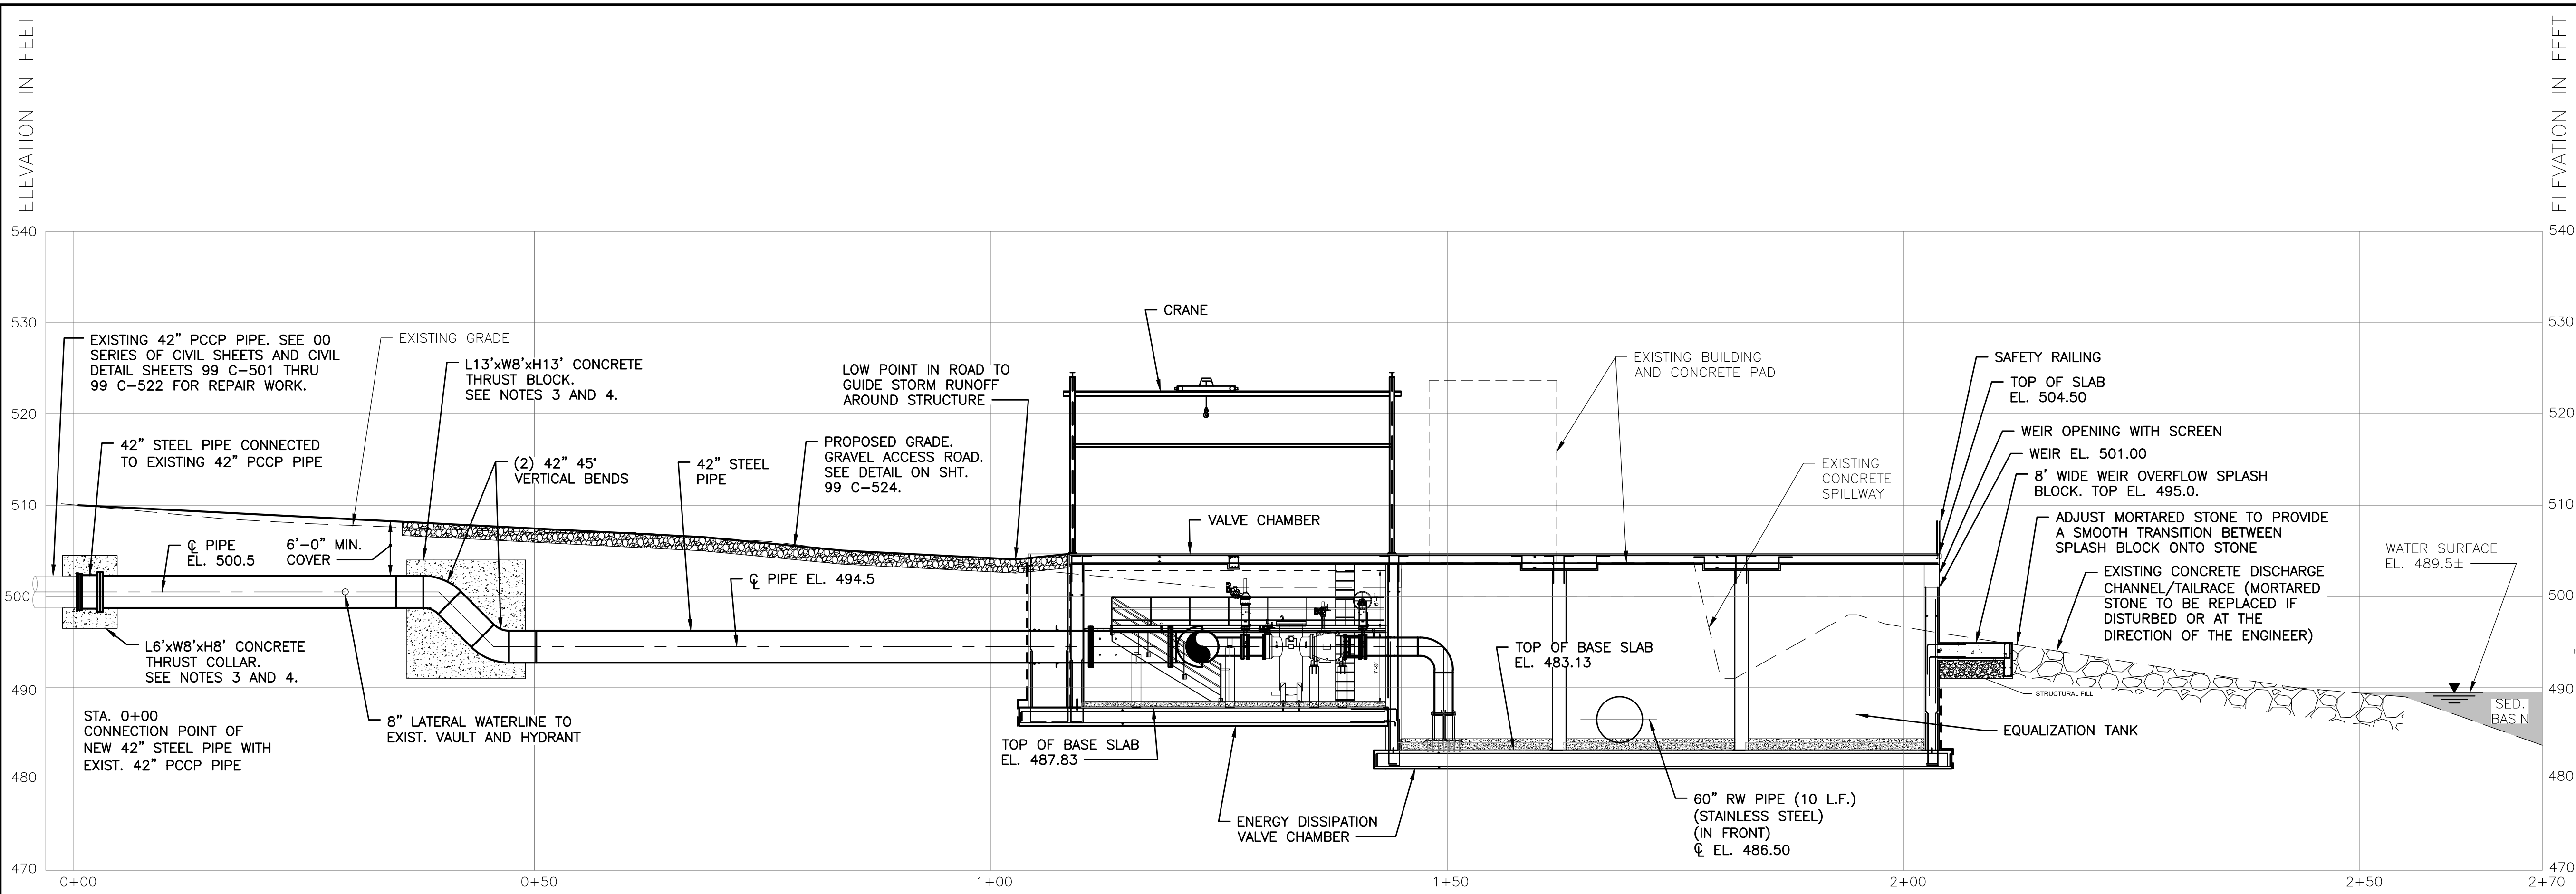 ELEVATION IN FEET
ELEVATION IN FEET
540
540
530
530
CRANE
EXISTING 42" PCCP PIPE. SEE 00
SERIES OF CIVIL SHEETS AND CIVIL
DETAIL SHEETS 99 C-501 THRU
99 C-522 FOR REPAIR WORK.
EXISTING GRADE
L13'xW8'xH13' CONCRETE
THRUST BLOCK.
SEE NOTES 3 AND 4.
LOW POINT IN ROAD TO
GUIDE STORM RUNOFF
AROUND STRUCTURE
EXISTING BUILDING
AND CONCRETE PAD
SAFETY RAILING
TOP OF SLAB
EL. 504.50
520
520
42" STEEL PIPE CONNECTED
TO EXISTING 42" PCCP PIPE
(2) 42" 45°
VERTICAL BENDS
42" STEEL
PIPE
PROPOSED GRADE.
GRAVEL ACCESS ROAD.
SEE DETAIL ON SHT.
99 C-524.
EXISTING
CONCRETE
SPILLWAY
WEIR OPENING WITH SCREEN
WEIR EL. 501.00
8' WIDE WEIR OVERFLOW SPLASH
BLOCK. TOP EL. 495.0.
510
510
VALVE CHAMBER
ADJUST MORTARED STONE TO PROVIDE
A SMOOTH TRANSITION BETWEEN
SPLASH BLOCK ONTO STONE
℄ PIPE
EL. 500.5
6'-0" MIN.
COVER
WATER SURFACE
EL. 489.5±
℄ PIPE EL. 494.5
EXISTING CONCRETE DISCHARGE
CHANNEL/TAILRACE (MORTARED
STONE TO BE REPLACED IF
DISTURBED OR AT THE
DIRECTION OF THE ENGINEER)
500
500
L6'xW8'xH8' CONCRETE
THRUST COLLAR.
SEE NOTES 3 AND 4.
TOP OF BASE SLAB
EL. 483.13
7'-9"
490
490
STRUCTURAL FILL
SED.
BASIN
STA. 0+00
CONNECTION POINT OF
NEW 42" STEEL PIPE WITH
EXIST. 42" PCCP PIPE
8" LATERAL WATERLINE TO
EXIST. VAULT AND HYDRANT
EQUALIZATION TANK
TOP OF BASE SLAB
EL. 487.83
480
480
60" RW PIPE (10 L.F.)
(STAINLESS STEEL)
(IN FRONT)
℄ EL. 486.50
ENERGY DISSIPATION
VALVE CHAMBER
470
470
0+00
0+50
1+00
1+50
2+00
2+50
2+70